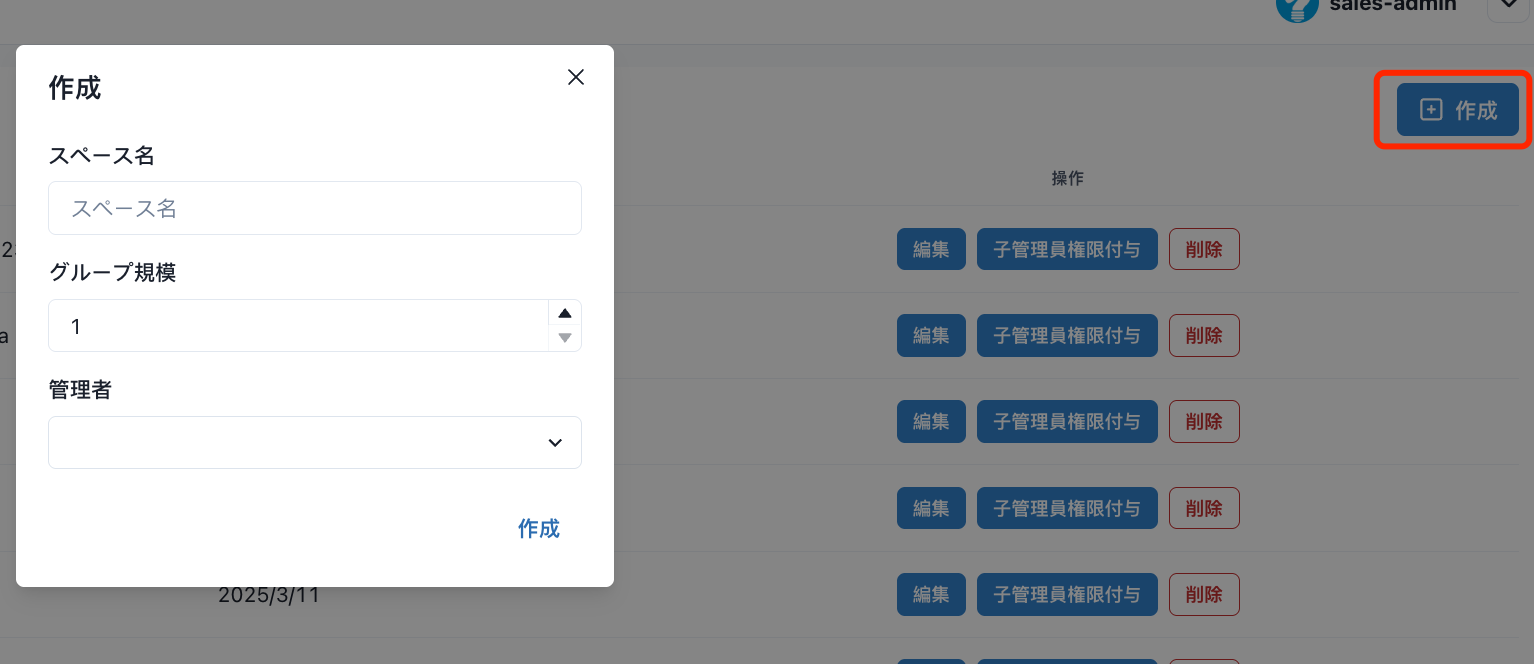 sales-admin
作成
作成
スペース名
スペース名
グループ規模
1
管理者
作成
操作
編集 子管理員権限付与 削除
編集 子管理員権限付与 削除
編集 子管理員権限付与 削除
編集 子管理員権限付与 削除
2025/3/11 編集 子管理員権限付与 削除